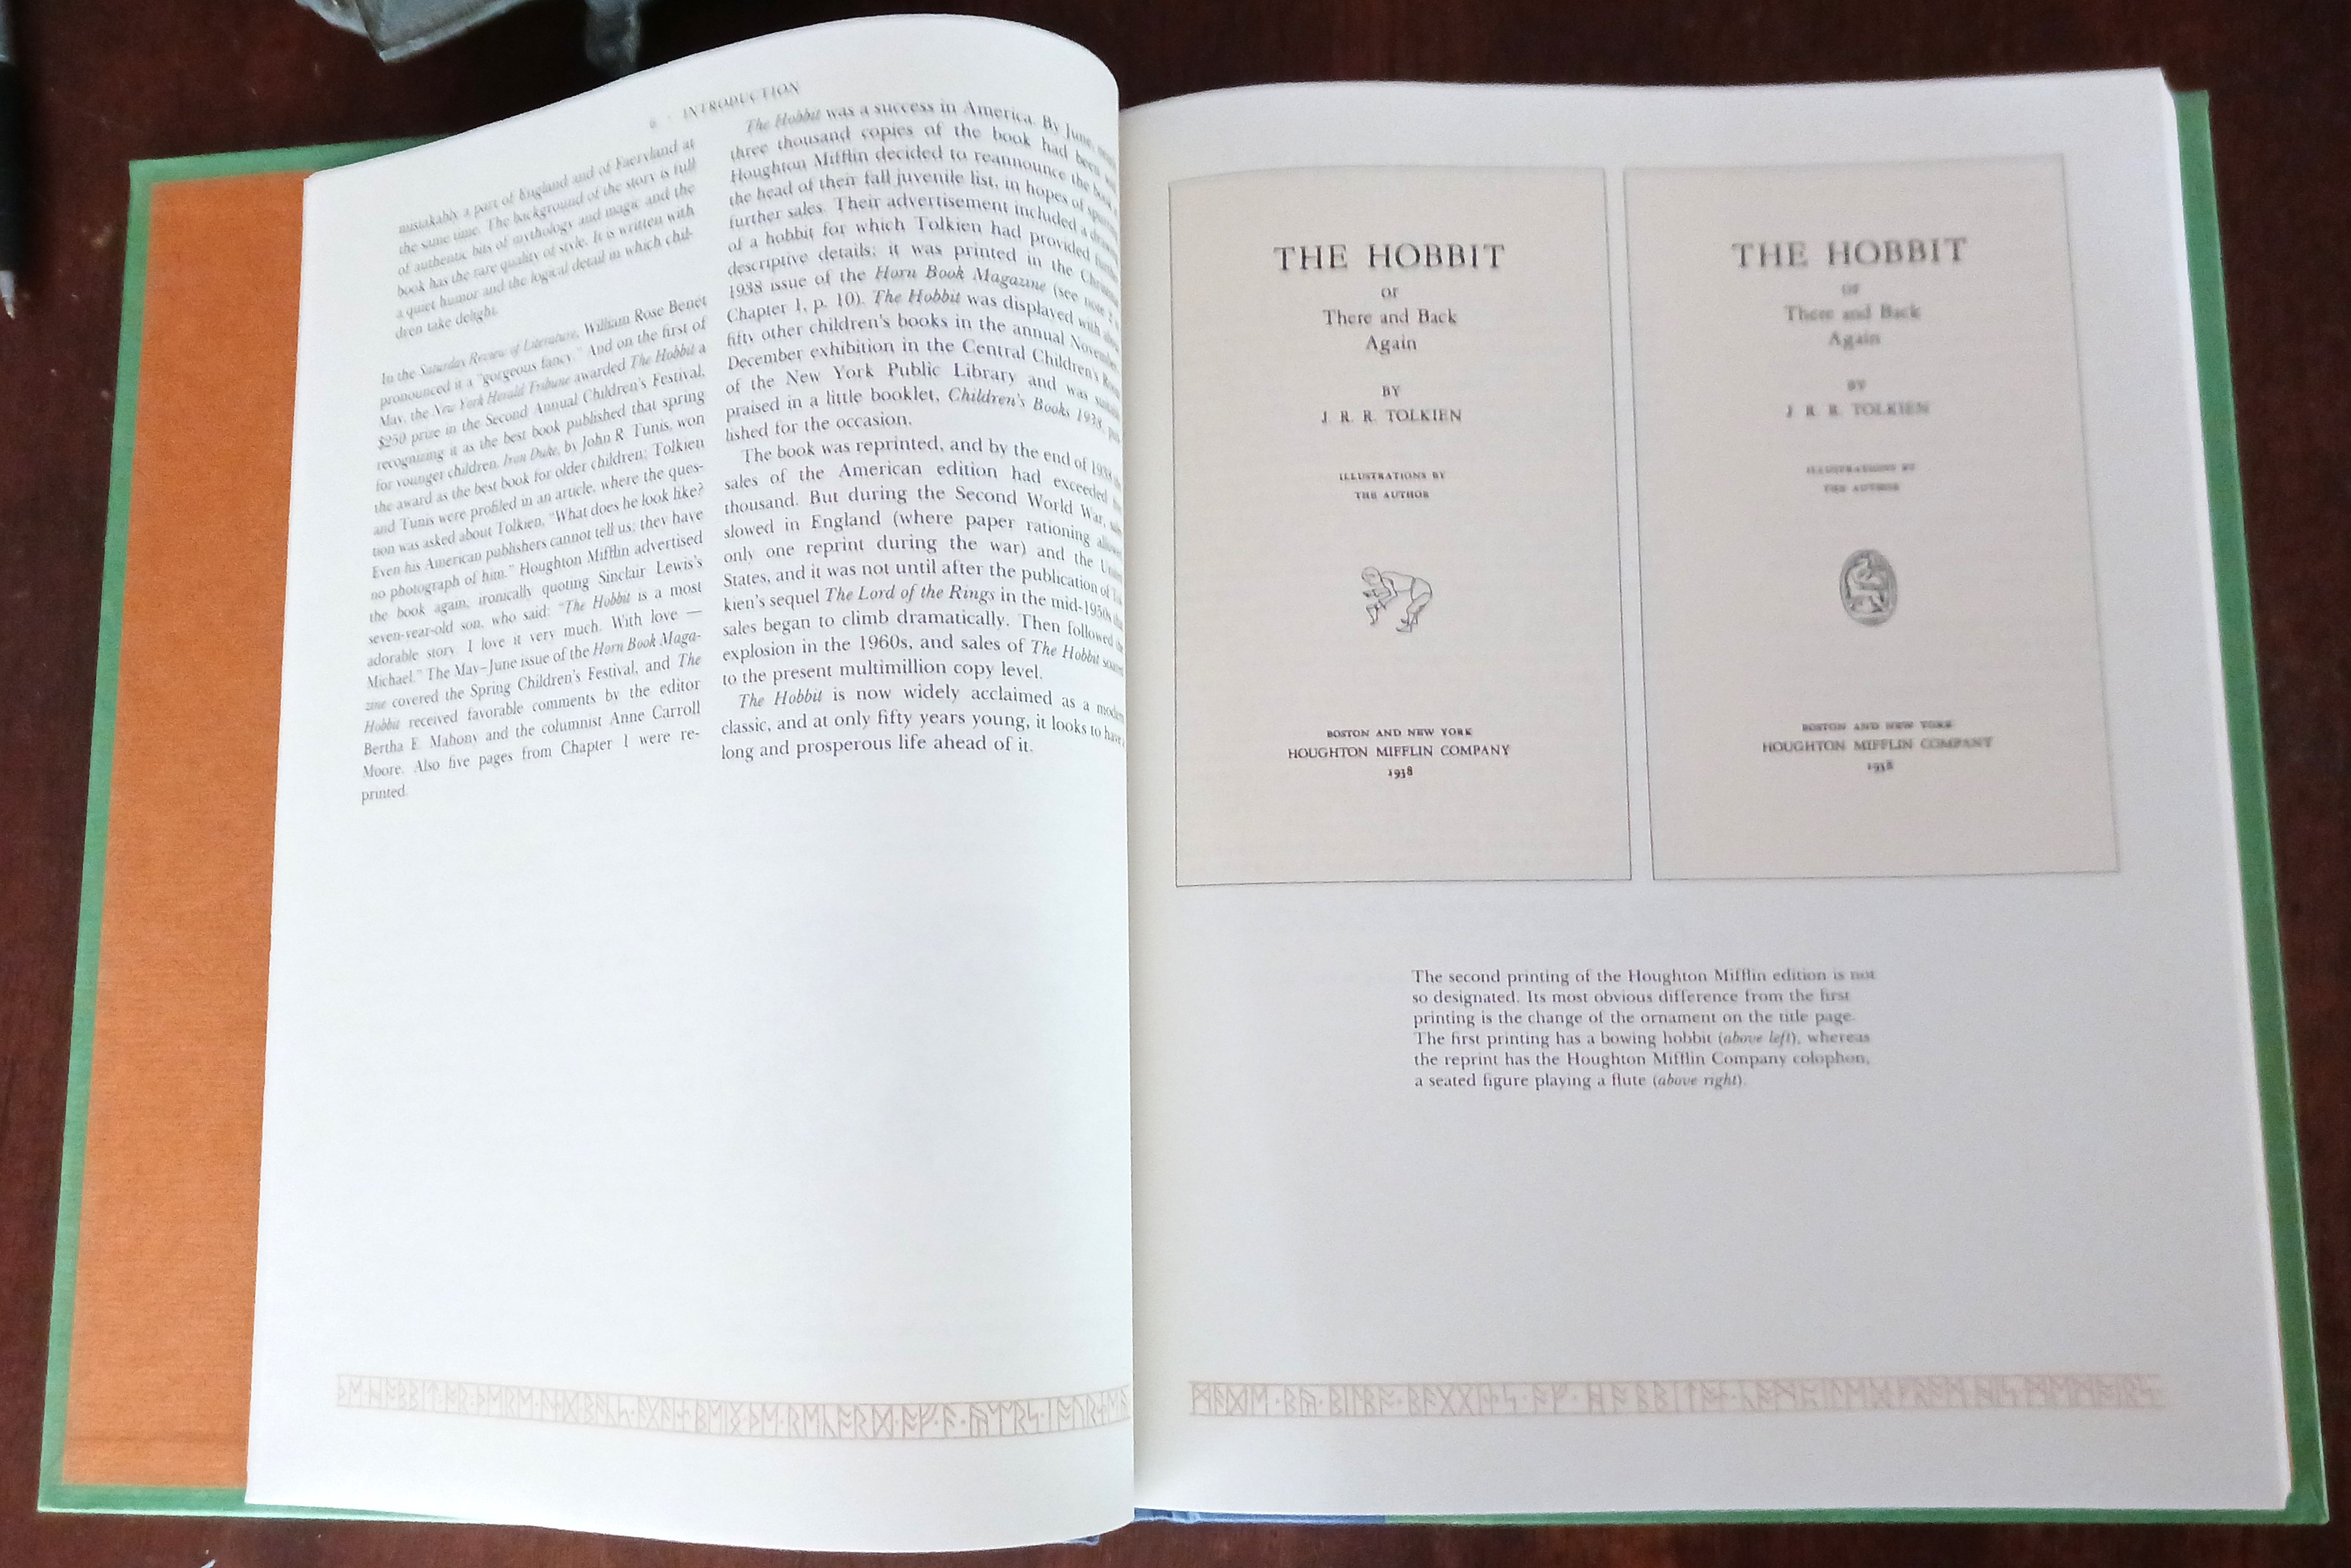 6 · INTRODUCTION
mistakably a part of England and of Faeryland at
the same time. The background of the story is full
of authentic bits of mythology and magic and the
book has the rare quality of style. It is written with
a quiet humor and the logical detail in which chil-
dren take delight.
In the Saturday Review of Literature, William Rose Benét
pronounced it a "gorgeous fancy." And on the first of
May, the New York Herald Tribune awarded The Hobbit a
$250 prize in the Second Annual Children's Festival,
recognizing it as the best book published that spring
for younger children. Iron Duke, by John R. Tunis, won
the award as the best book for older children; Tolkien
and Tunis were profiled in an article, where the ques-
tion was asked about Tolkien, "What does he look like?
Even his American publishers cannot tell us; they have
no photograph of him." Houghton Mifflin advertised
the book again, ironically quoting Sinclair Lewis's
seven-year-old son, who said: "The Hobbit is a most
adorable story. I love it very much. With love —
Michael." The May–June issue of the Horn Book Maga-
zine covered the Spring Children's Festival, and The
Hobbit received favorable comments by the editor
Bertha E. Mahony and the columnist Anne Carroll
Moore. Also five pages from Chapter 1 were re-
printed.
The Hobbit was a success in America. By June,
three thousand copies of the book had been
Houghton Mifflin decided to reannounce the book
the head of their fall juvenile list, in hopes of spurring
further sales. Their advertisement included a drawing
of a hobbit for which Tolkien had provided further
descriptive details; it was printed in the Christmas
1938 issue of the Horn Book Magazine (see note 2
Chapter 1, p. 10). The Hobbit was displayed with about
fifty other children's books in the annual November–
December exhibition in the Central Children's Room
of the New York Public Library and was
praised in a little booklet, Children's Books 1938, pub-
lished for the occasion.
The book was reprinted, and by the end of 1938
sales of the American edition had exceeded
thousand. But during the Second World War, sales
slowed in England (where paper rationing allowed
only one reprint during the war) and the United
States, and it was not until after the publication of
kien's sequel The Lord of the Rings in the mid-1950s that
sales began to climb dramatically. Then followed the
explosion in the 1960s, and sales of The Hobbit soared
to the present multimillion copy level.
The Hobbit is now widely acclaimed as a modern
classic, and at only fifty years young, it looks to have a
long and prosperous life ahead of it.
THE HOBBIT
or
There and Back
Again
BY
J. R. R. TOLKIEN
ILLUSTRATIONS BY
THE AUTHOR
BOSTON AND NEW YORK
HOUGHTON MIFFLIN COMPANY
1938
THE HOBBIT
or
There and Back
Again
BY
J. R. R. TOLKIEN
ILLUSTRATIONS BY
THE AUTHOR
BOSTON AND NEW YORK
HOUGHTON MIFFLIN COMPANY
1938
The second printing of the Houghton Mifflin edition is not
so designated. Its most obvious difference from the first
printing is the change of the ornament on the title page.
The first printing has a bowing hobbit (above left), whereas
the reprint has the Houghton Mifflin Company colophon,
a seated figure playing a flute (above right).